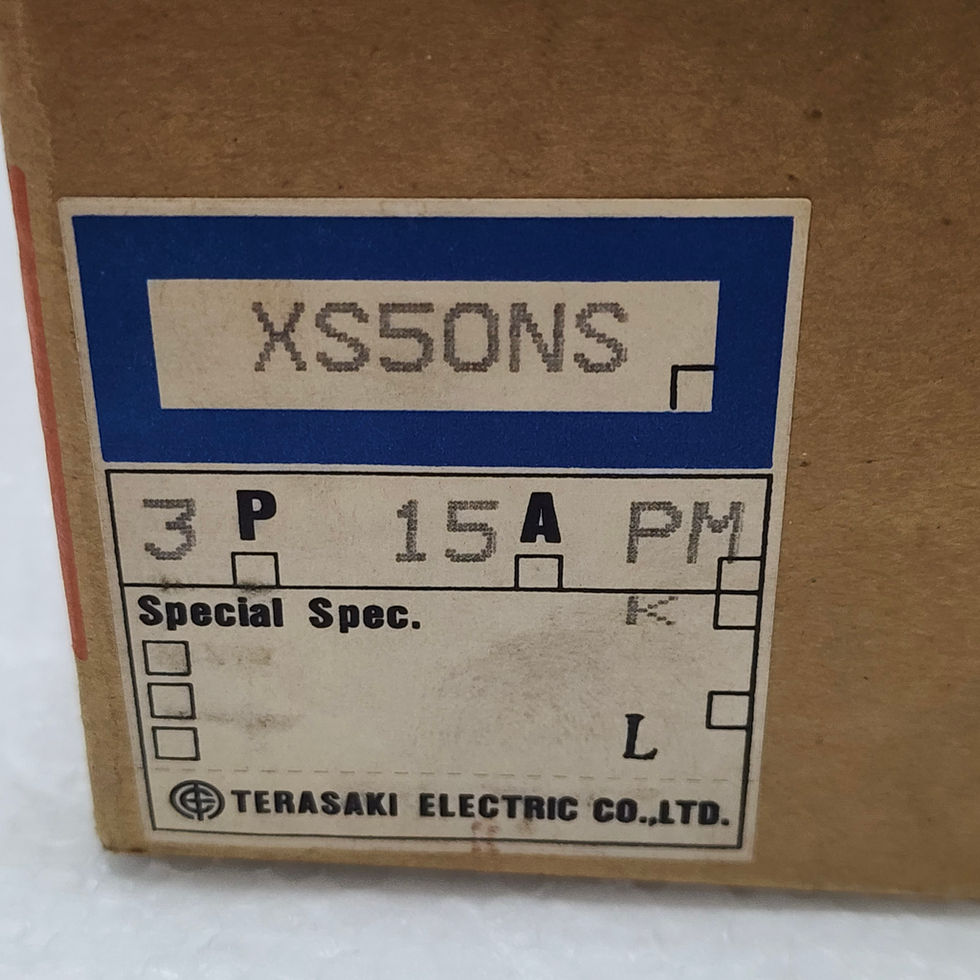 XS50NS
3 P 15 A PM
Special Spec. K
L
TERASAKI ELECTRIC CO.,LTD.